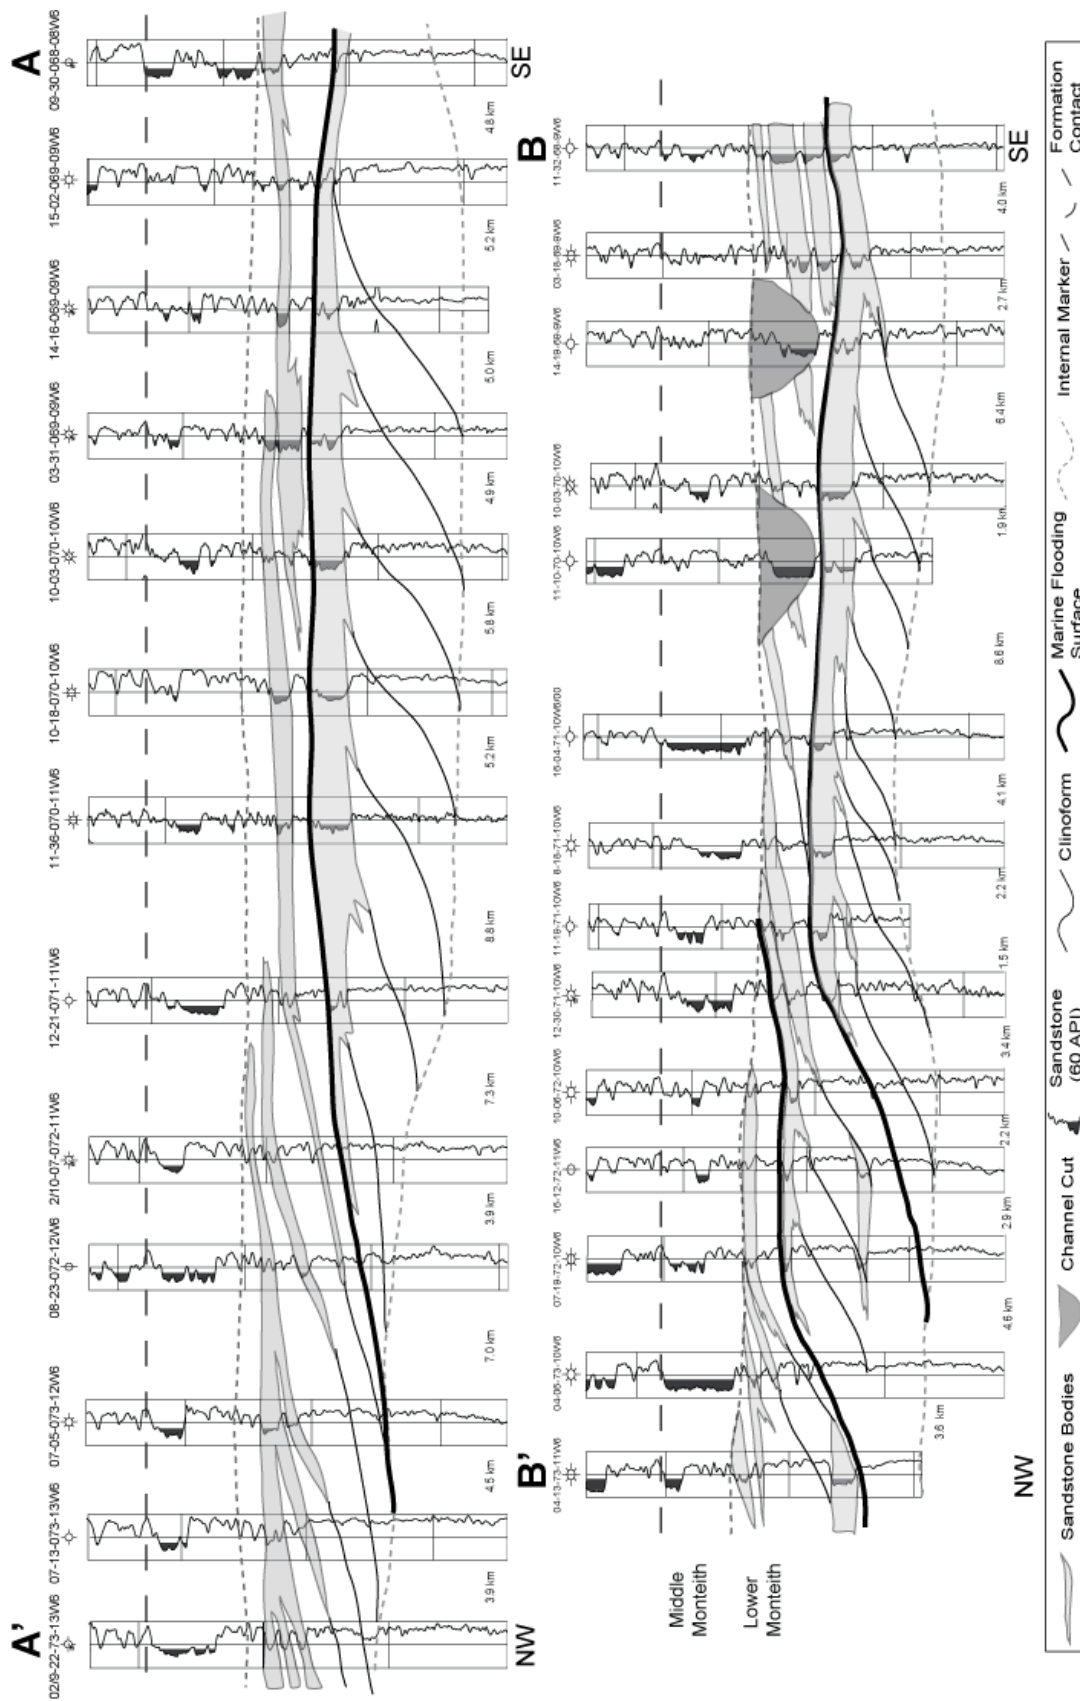 A
09-30-068-08W6
15-02-069-09W6
14-16-069-09W6
03-31-069-09W6
10-03-070-10W6
10-18-070-10W6
11-36-070-11W6
12-21-071-11W6
2/10-07-072-11W6
08-23-072-12W6
07-05-073-12W6
07-13-073-13W6
02/9-22-73-13W6
A'
SE
4.8 km
5.2 km
5.0 km
4.9 km
5.8 km
5.2 km
8.8 km
7.3 km
3.9 km
7.0 km
4.5 km
3.9 km
NW
B
11-32-68-9W6
03-18-69-9W6
14-19-69-9W6
10-03-70-10W6
11-10-70-10W6
16-04-71-10W6/00
8-18-71-10W6
11-19-71-10W6
12-30-71-10W6
10-06-72-10W6
16-12-72-11W6
07-19-72-10W6
04-06-73-10W6
04-13-73-11W6
B'
SE
4.0 km
2.7 km
6.4 km
1.9 km
8.6 km
4.1 km
2.2 km
1.5 km
3.4 km
2.2 km
2.9 km
4.6 km
3.6 km
NW
Middle
Monteith
Lower
Monteith
Sandstone Bodies
Channel Cut
Sandstone
(60 API)
Clinoform
Marine Flooding
Surface
Internal Marker
Formation
Contact